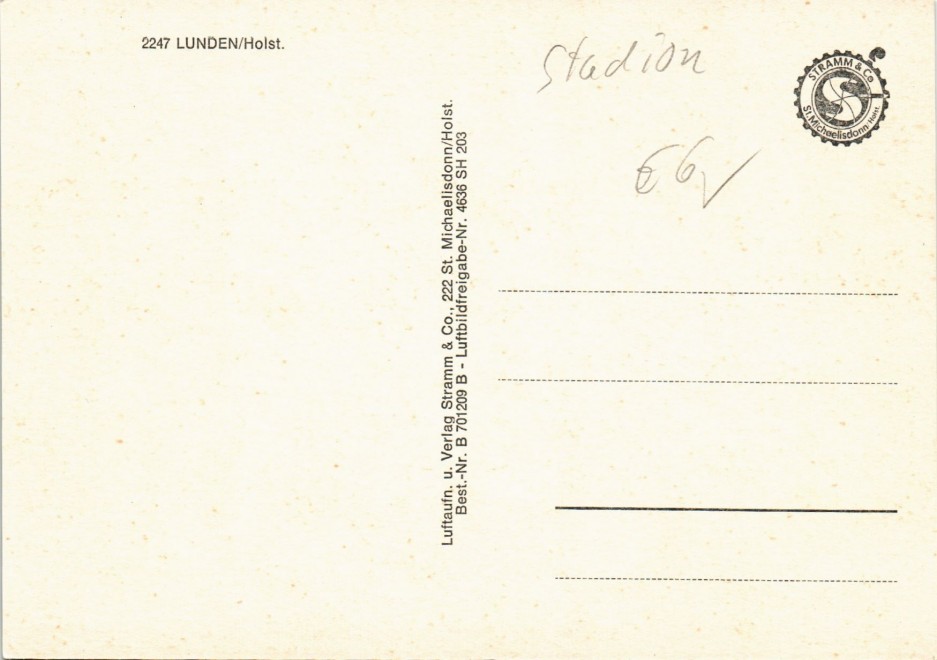 2247 LUNDEN/Holst.
Stadion
STRAMM & Co
St. Michaelisdonn Holst.
Luftaufn. u. Verlag Stramm & Co., 222 St. Michaelisdonn/Holst.
Best.-Nr. B 701209 B - Luftbildfreigabe-Nr. 4636 SH 203